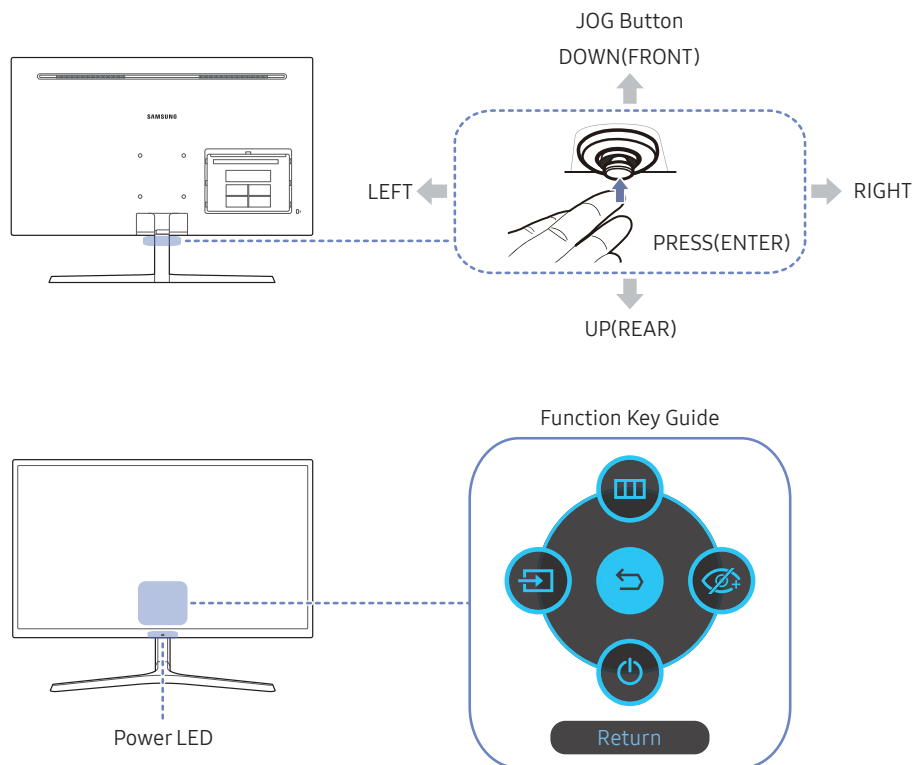 JOG Button
DOWN(FRONT)
SAMSUNG
LEFT
RIGHT
PRESS(ENTER)
UP(REAR)
Function Key Guide
Return
Power LED